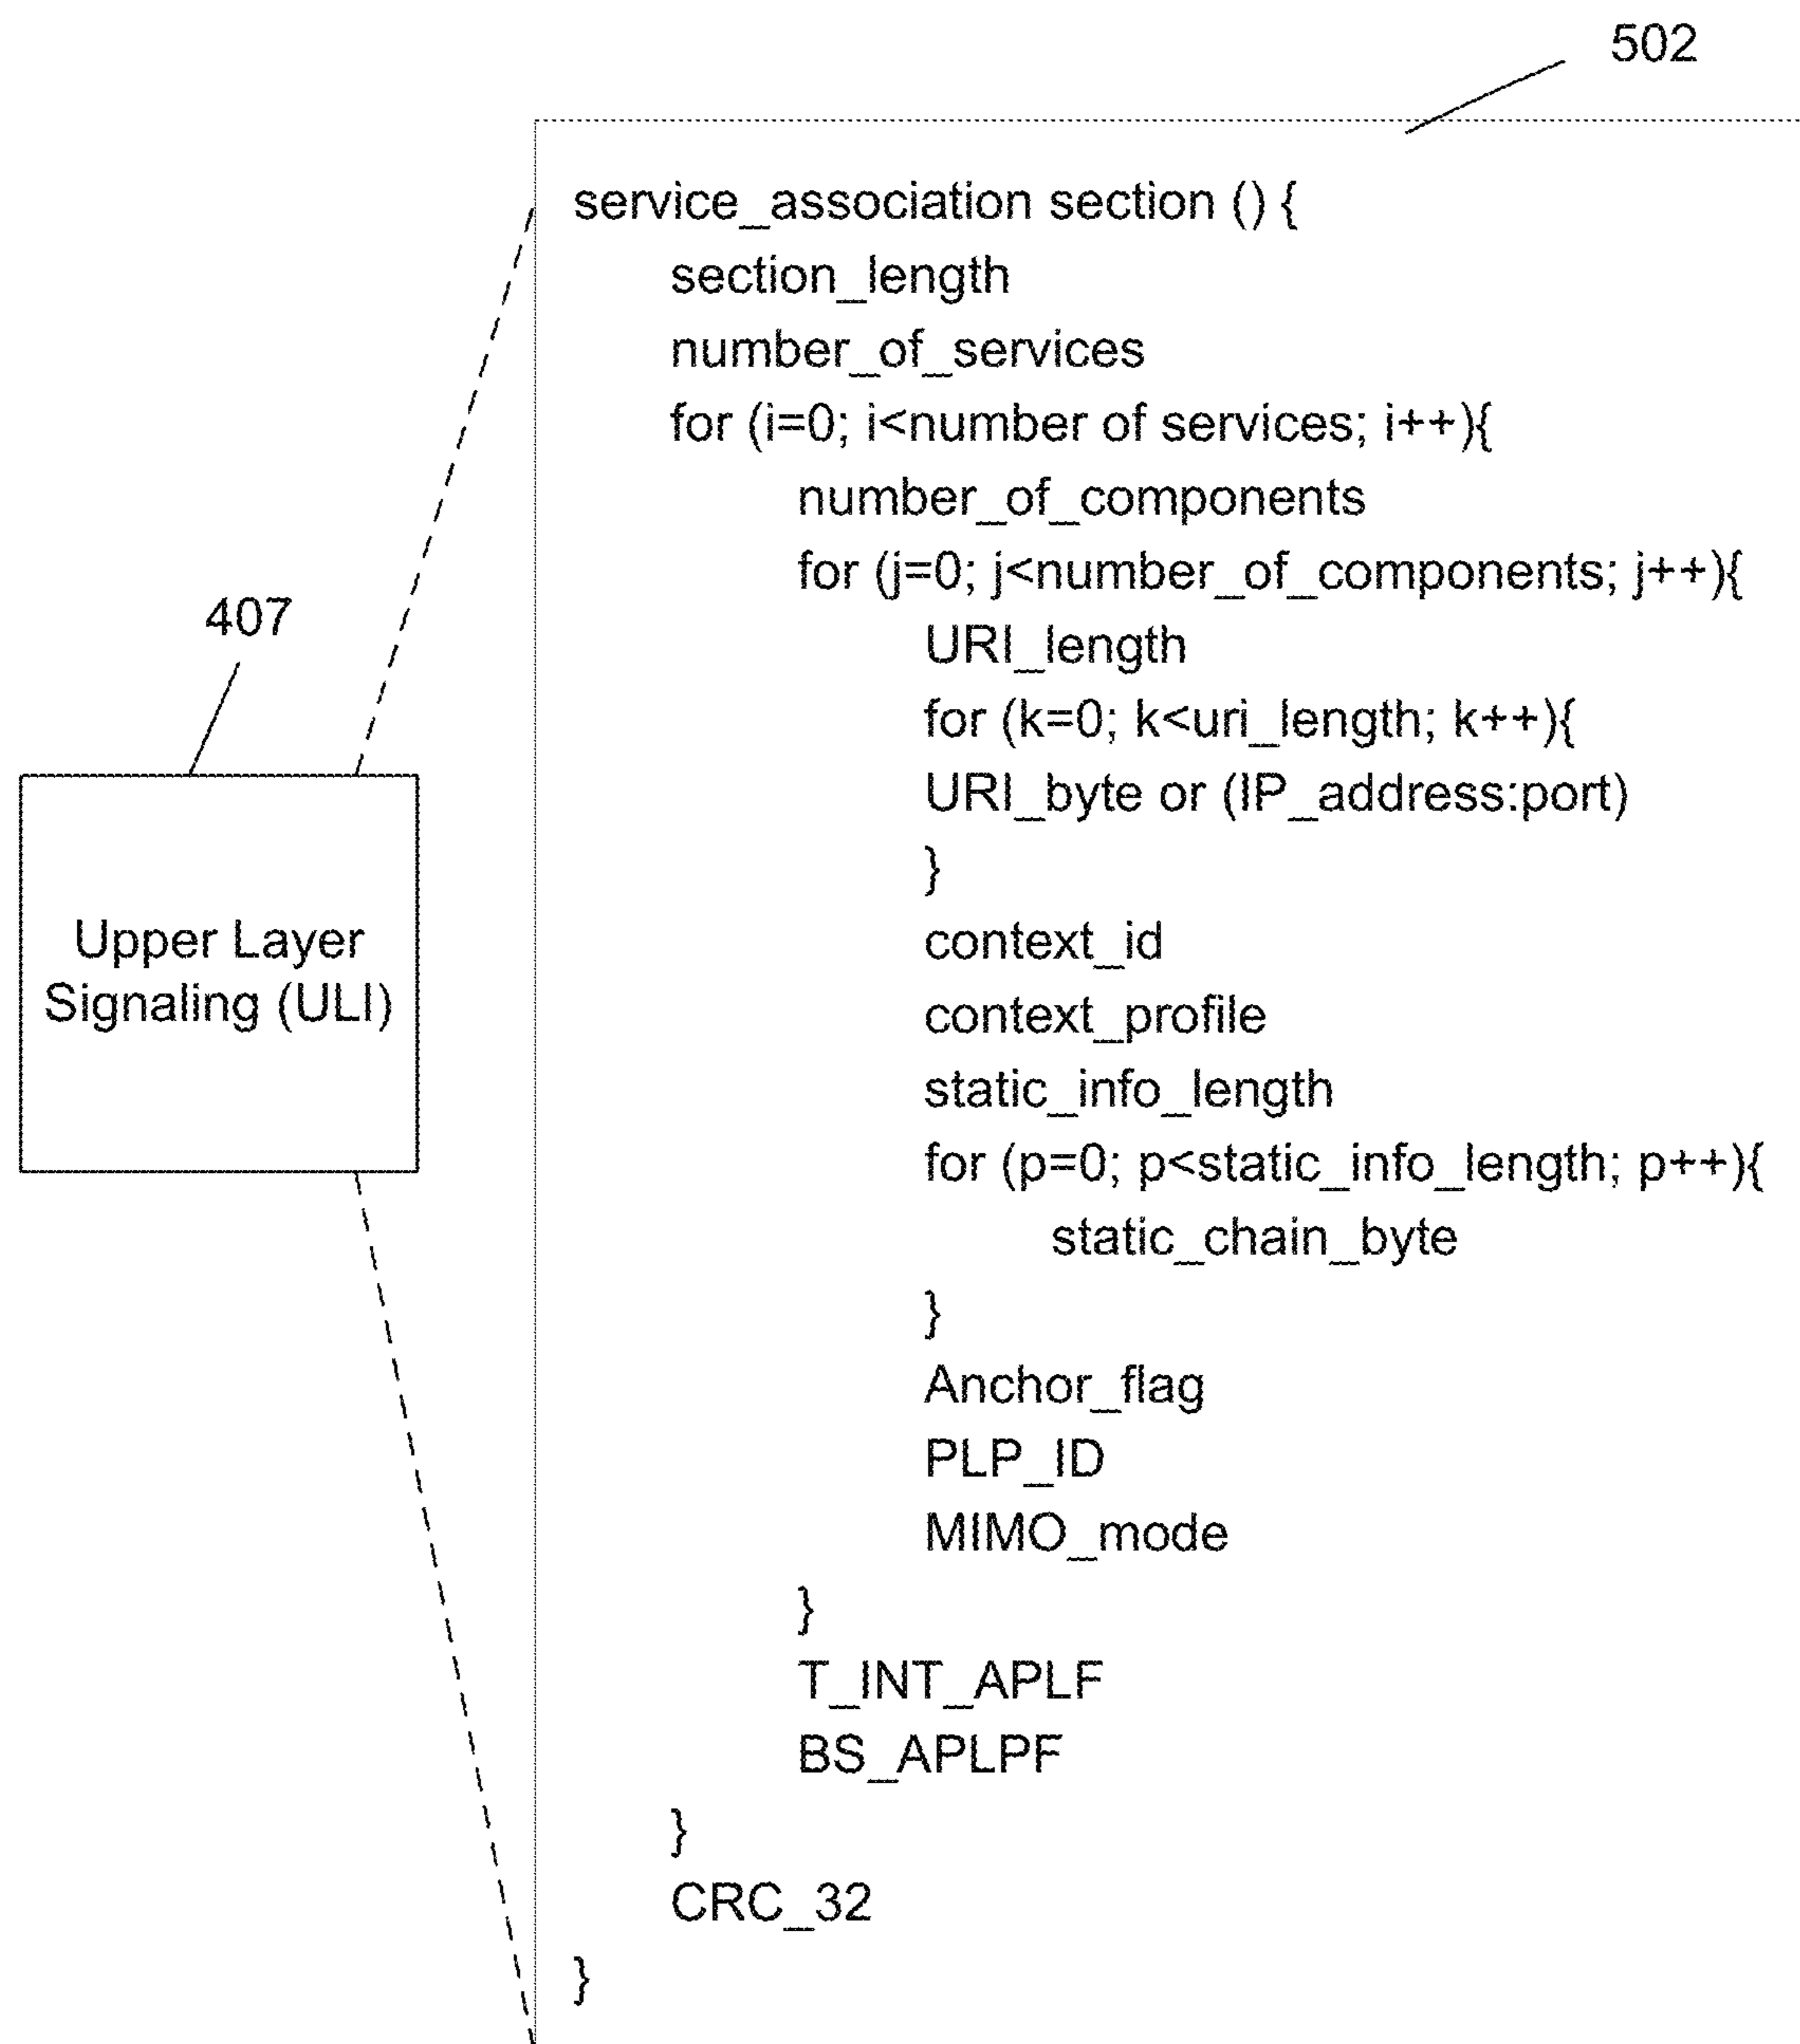 502
service_association section () {
section_length
number_of_services
for (i=0; i<number of services; i++){
number_of_components
for (j=0; j<number_of_components; j++){
URI_length
for (k=0; k<uri_length; k++){
URI_byte or (IP_address:port)
}
context_id
context_profile
static_info_length
for (p=0; p<static_info_length; p++){
static_chain_byte
}
Anchor_flag
PLP_ID
MIMO_mode
}
T_INT_APLF
BS_APLPF
}
CRC_32
}
407
Upper Layer
Signaling (ULI)